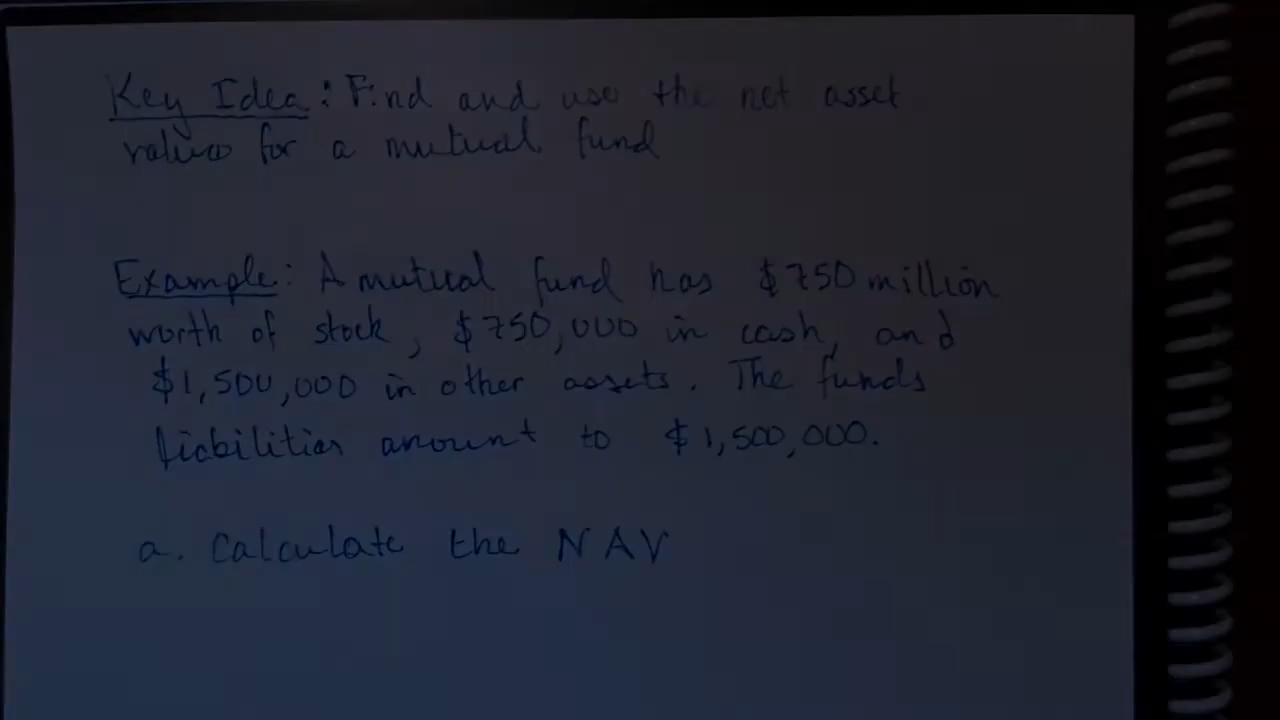 Key Idea: Find and use the net asset
value for a mutual fund
Example: A mutual fund has $750 million
worth of stock, $750,000 in cash, and
$1,500,000 in other assets. The funds
liabilities amount to $1,500,000.
a. Calculate the NAV